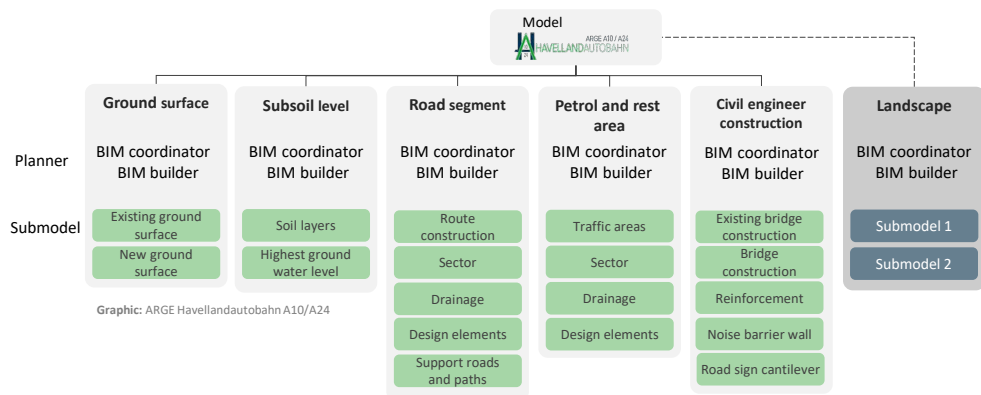 Model
ARGE A10 / A24
HAVELLANDAUTOBAHN
Ground surface
BIM coordinator
BIM builder
Existing ground
surface
New ground
surface
Subsoil level
BIM coordinator
BIM builder
Soil layers
Highest ground
water level
Road segment
BIM coordinator
BIM builder
Route
construction
Sector
Drainage
Design elements
Support roads
and paths
Petrol and rest
area
BIM coordinator
BIM builder
Traffic areas
Sector
Drainage
Design elements
Civil engineer
construction
BIM coordinator
BIM builder
Existing bridge
construction
Bridge
construction
Reinforcement
Noise barrier wall
Road sign cantilever
Landscape
BIM coordinator
BIM builder
Submodel 1
Submodel 2
Planner
Submodel
Graphic: ARGE Havellandautobahn A10/A24